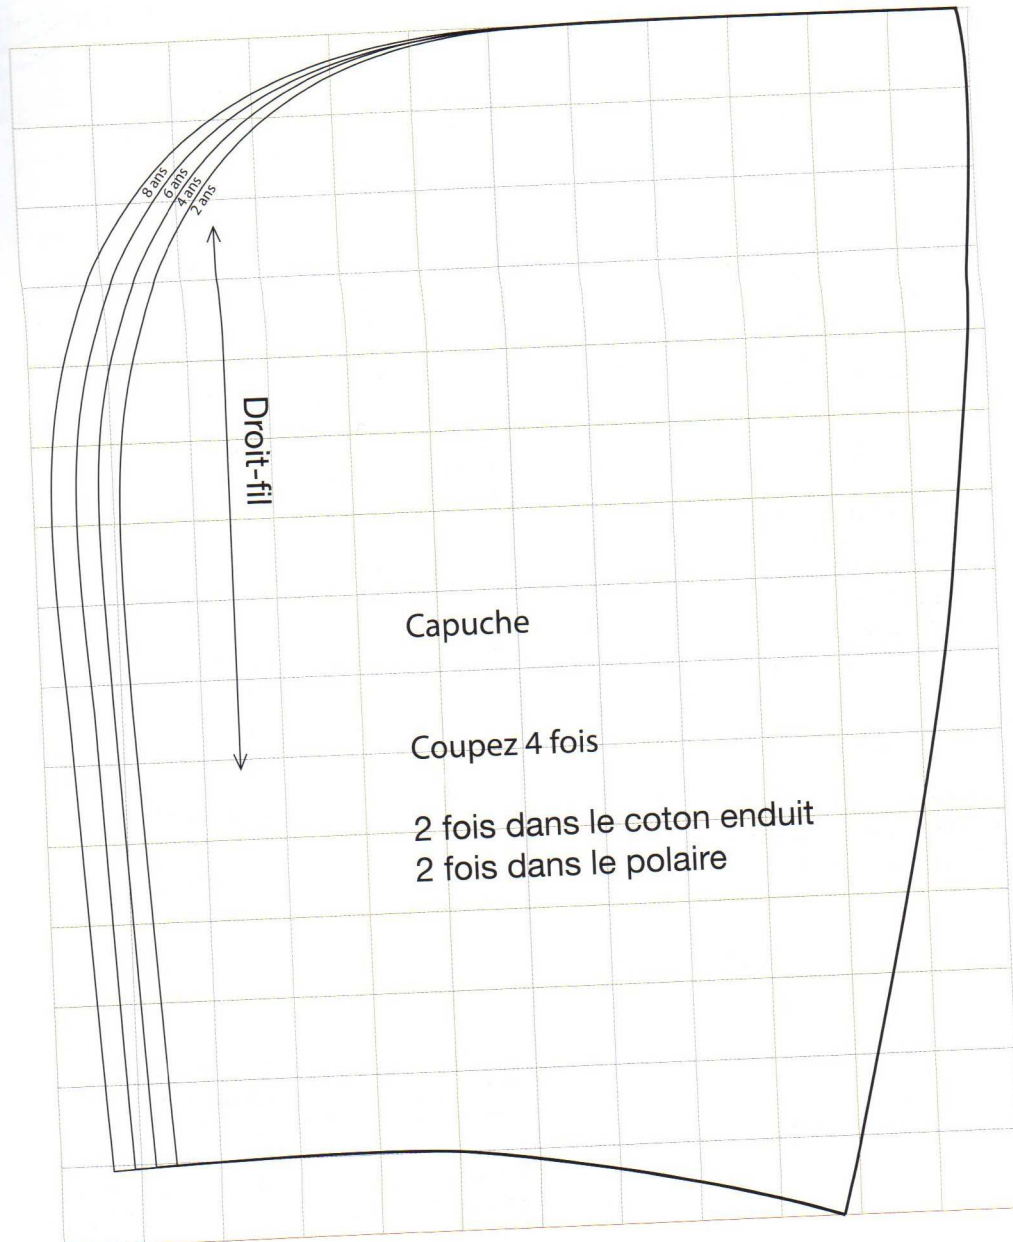 8 ans
6 ans
4 ans
2 ans
Droit-fil
Capuche
Coupez 4 fois
2 fois dans le coton enduit
2 fois dans le polaire